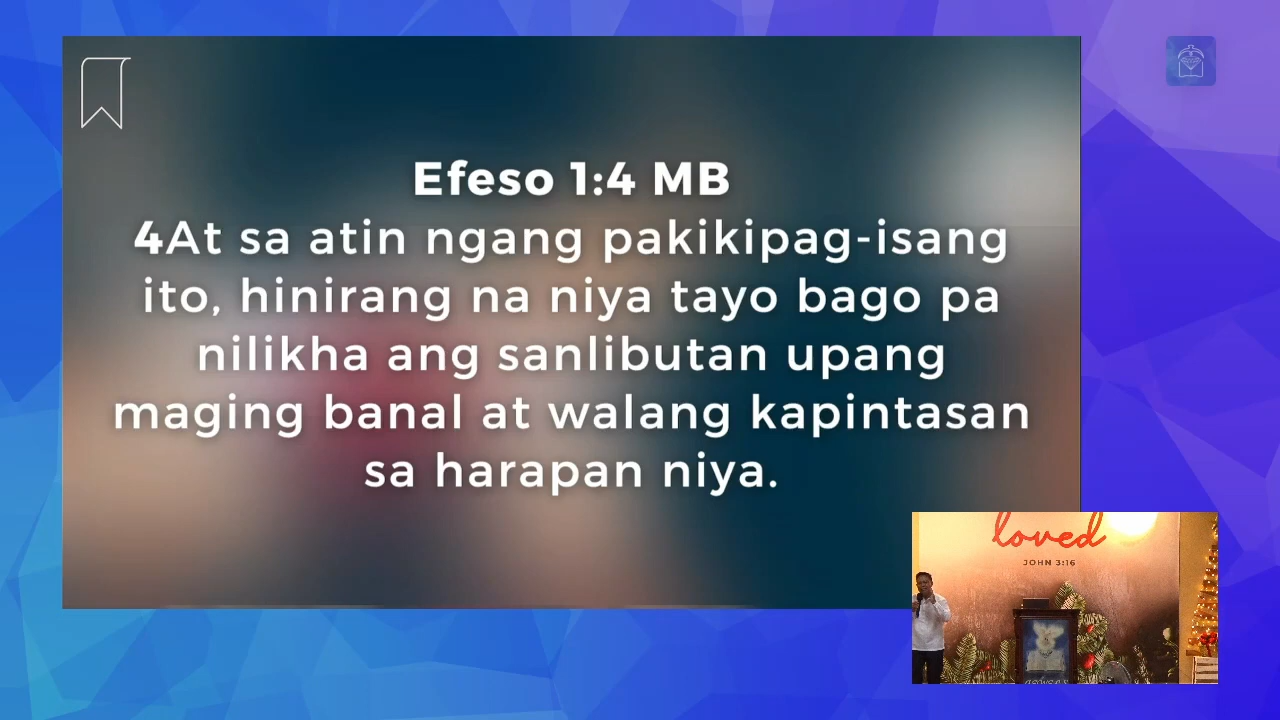 Efeso 1:4 MB
4At sa atin ngang pakikipag-isang
ito, hinirang na niya tayo bago pa
nilikha ang sanlibutan upang
maging banal at walang kapintasan
sa harapan niya.
loved
JOHN 3:16